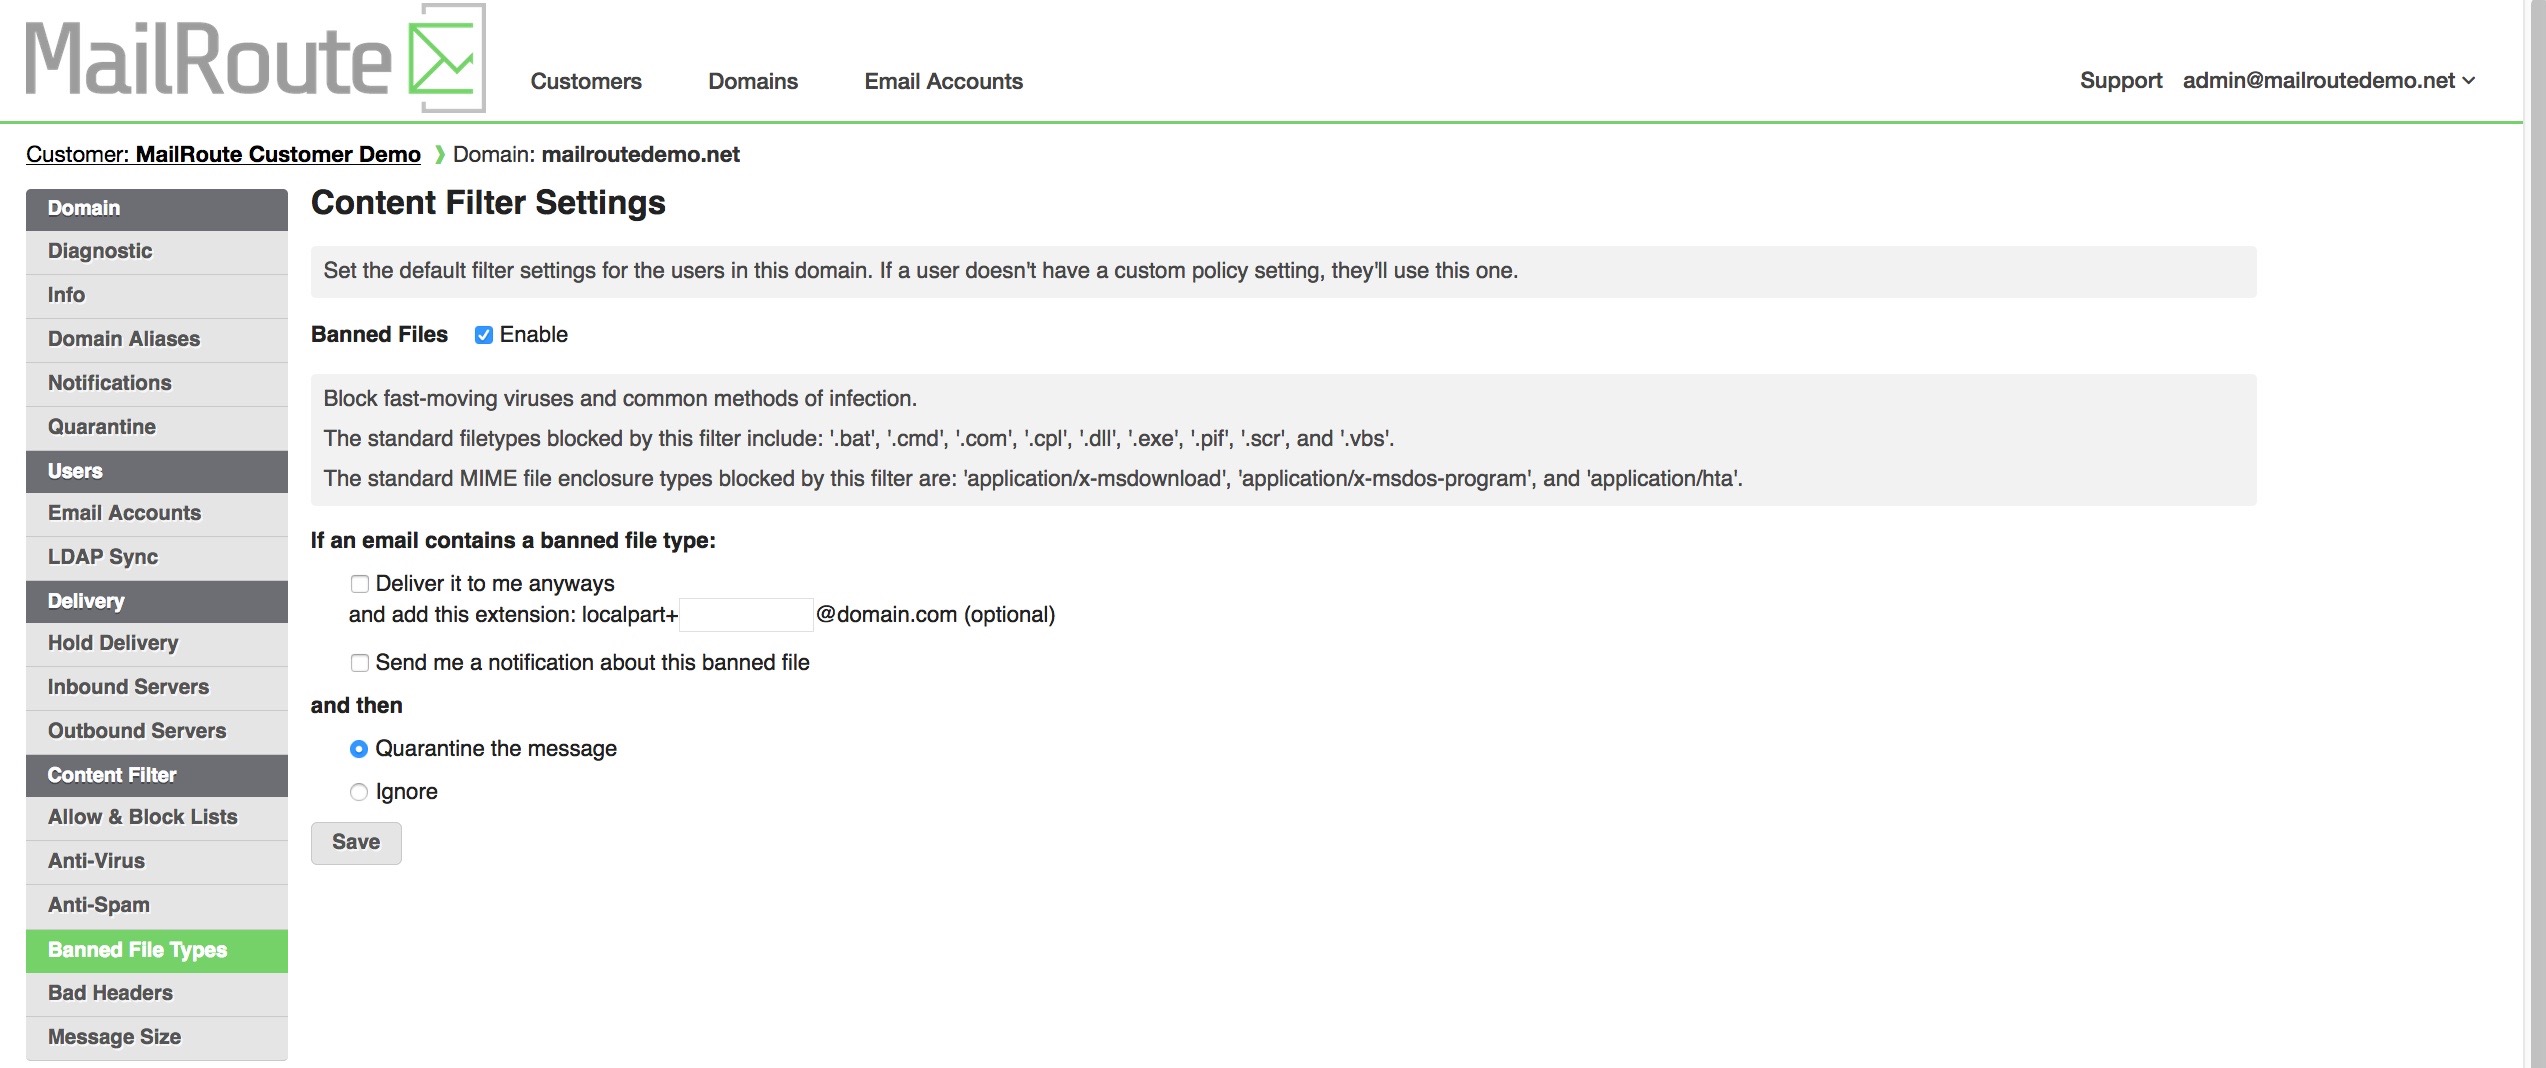 MailRoute
Customers Domains Email Accounts
Support admin@mailroutedemo.net
Customer: MailRoute Customer Demo Domain: mailroutedemo.net
Domain
Diagnostic
Info
Domain Aliases
Notifications
Quarantine
Users
Email Accounts
LDAP Sync
Delivery
Hold Delivery
Inbound Servers
Outbound Servers
Content Filter
Allow & Block Lists
Anti-Virus
Anti-Spam
Banned File Types
Bad Headers
Message Size
Content Filter Settings
Set the default filter settings for the users in this domain. If a user doesn't have a custom policy setting, they'll use this one.
Banned Files Enable
Block fast-moving viruses and common methods of infection.
The standard filetypes blocked by this filter include: '.bat', '.cmd', '.com', '.cpl', '.dll', '.exe', '.pif', '.scr', and '.vbs'.
The standard MIME file enclosure types blocked by this filter are: 'application/x-msdownload', 'application/x-msdos-program', and 'application/hta'.
If an email contains a banned file type:
Deliver it to me anyways
and add this extension: localpart+ @domain.com (optional)
Send me a notification about this banned file
and then
Quarantine the message
Ignore
Save